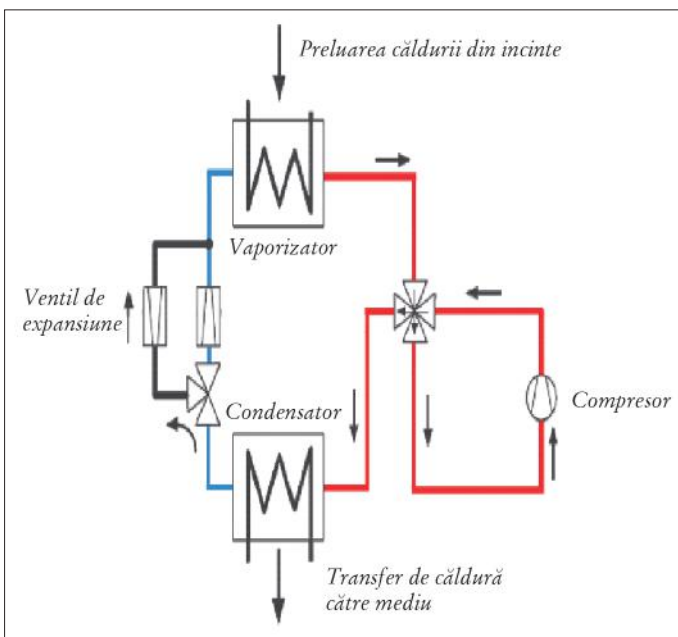 Preluarea căldurii din incinte
Vaporizator
Ventil de
expansiune
Condensator
Compresor
Transfer de căldură
către mediu